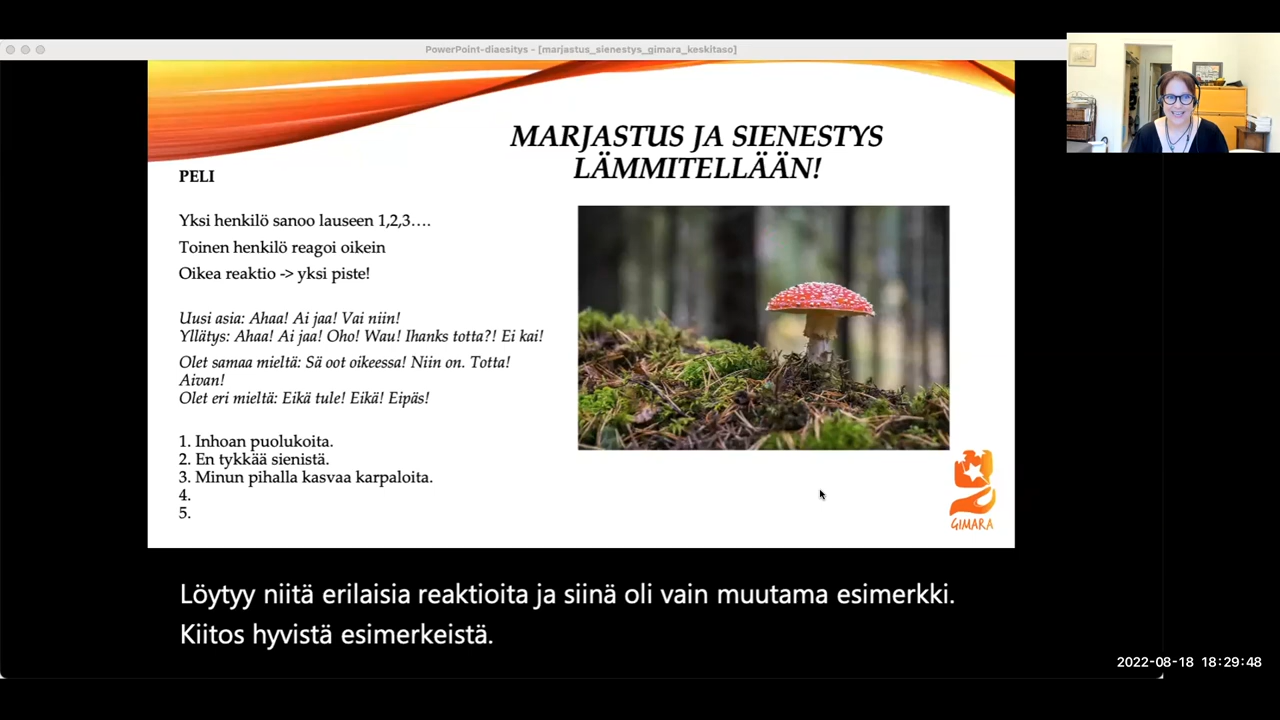 PowerPoint-diaesitys - [marjastus_sienestys_gimara_keskitaso]
MARJASTUS JA SIENESTYS
LÄMMITELLÄÄN!
PELI
Yksi henkilö sanoo lauseen 1,2,3….
Toinen henkilö reagoi oikein
Oikea reaktio -> yksi piste!
Uusi asia: Ahaa! Ai jaa! Vai niin!
Yllätys: Ahaa! Ai jaa! Oho! Wau! Ihanks totta?! Ei kai!
Olet samaa mieltä: Sä oot oikeessa! Niin on. Totta!
Aivan!
Olet eri mieltä: Eikä tule! Eikä! Eipäs!
1. Inhoan puolukoita.
2. En tykkää sienistä.
3. Minun pihalla kasvaa karpaloita.
4.
5.
GIMARA
Löytyy niitä erilaisia reaktioita ja siinä oli vain muutama esimerkki.
Kiitos hyvistä esimerkeistä.
2022-08-18 18:29:48